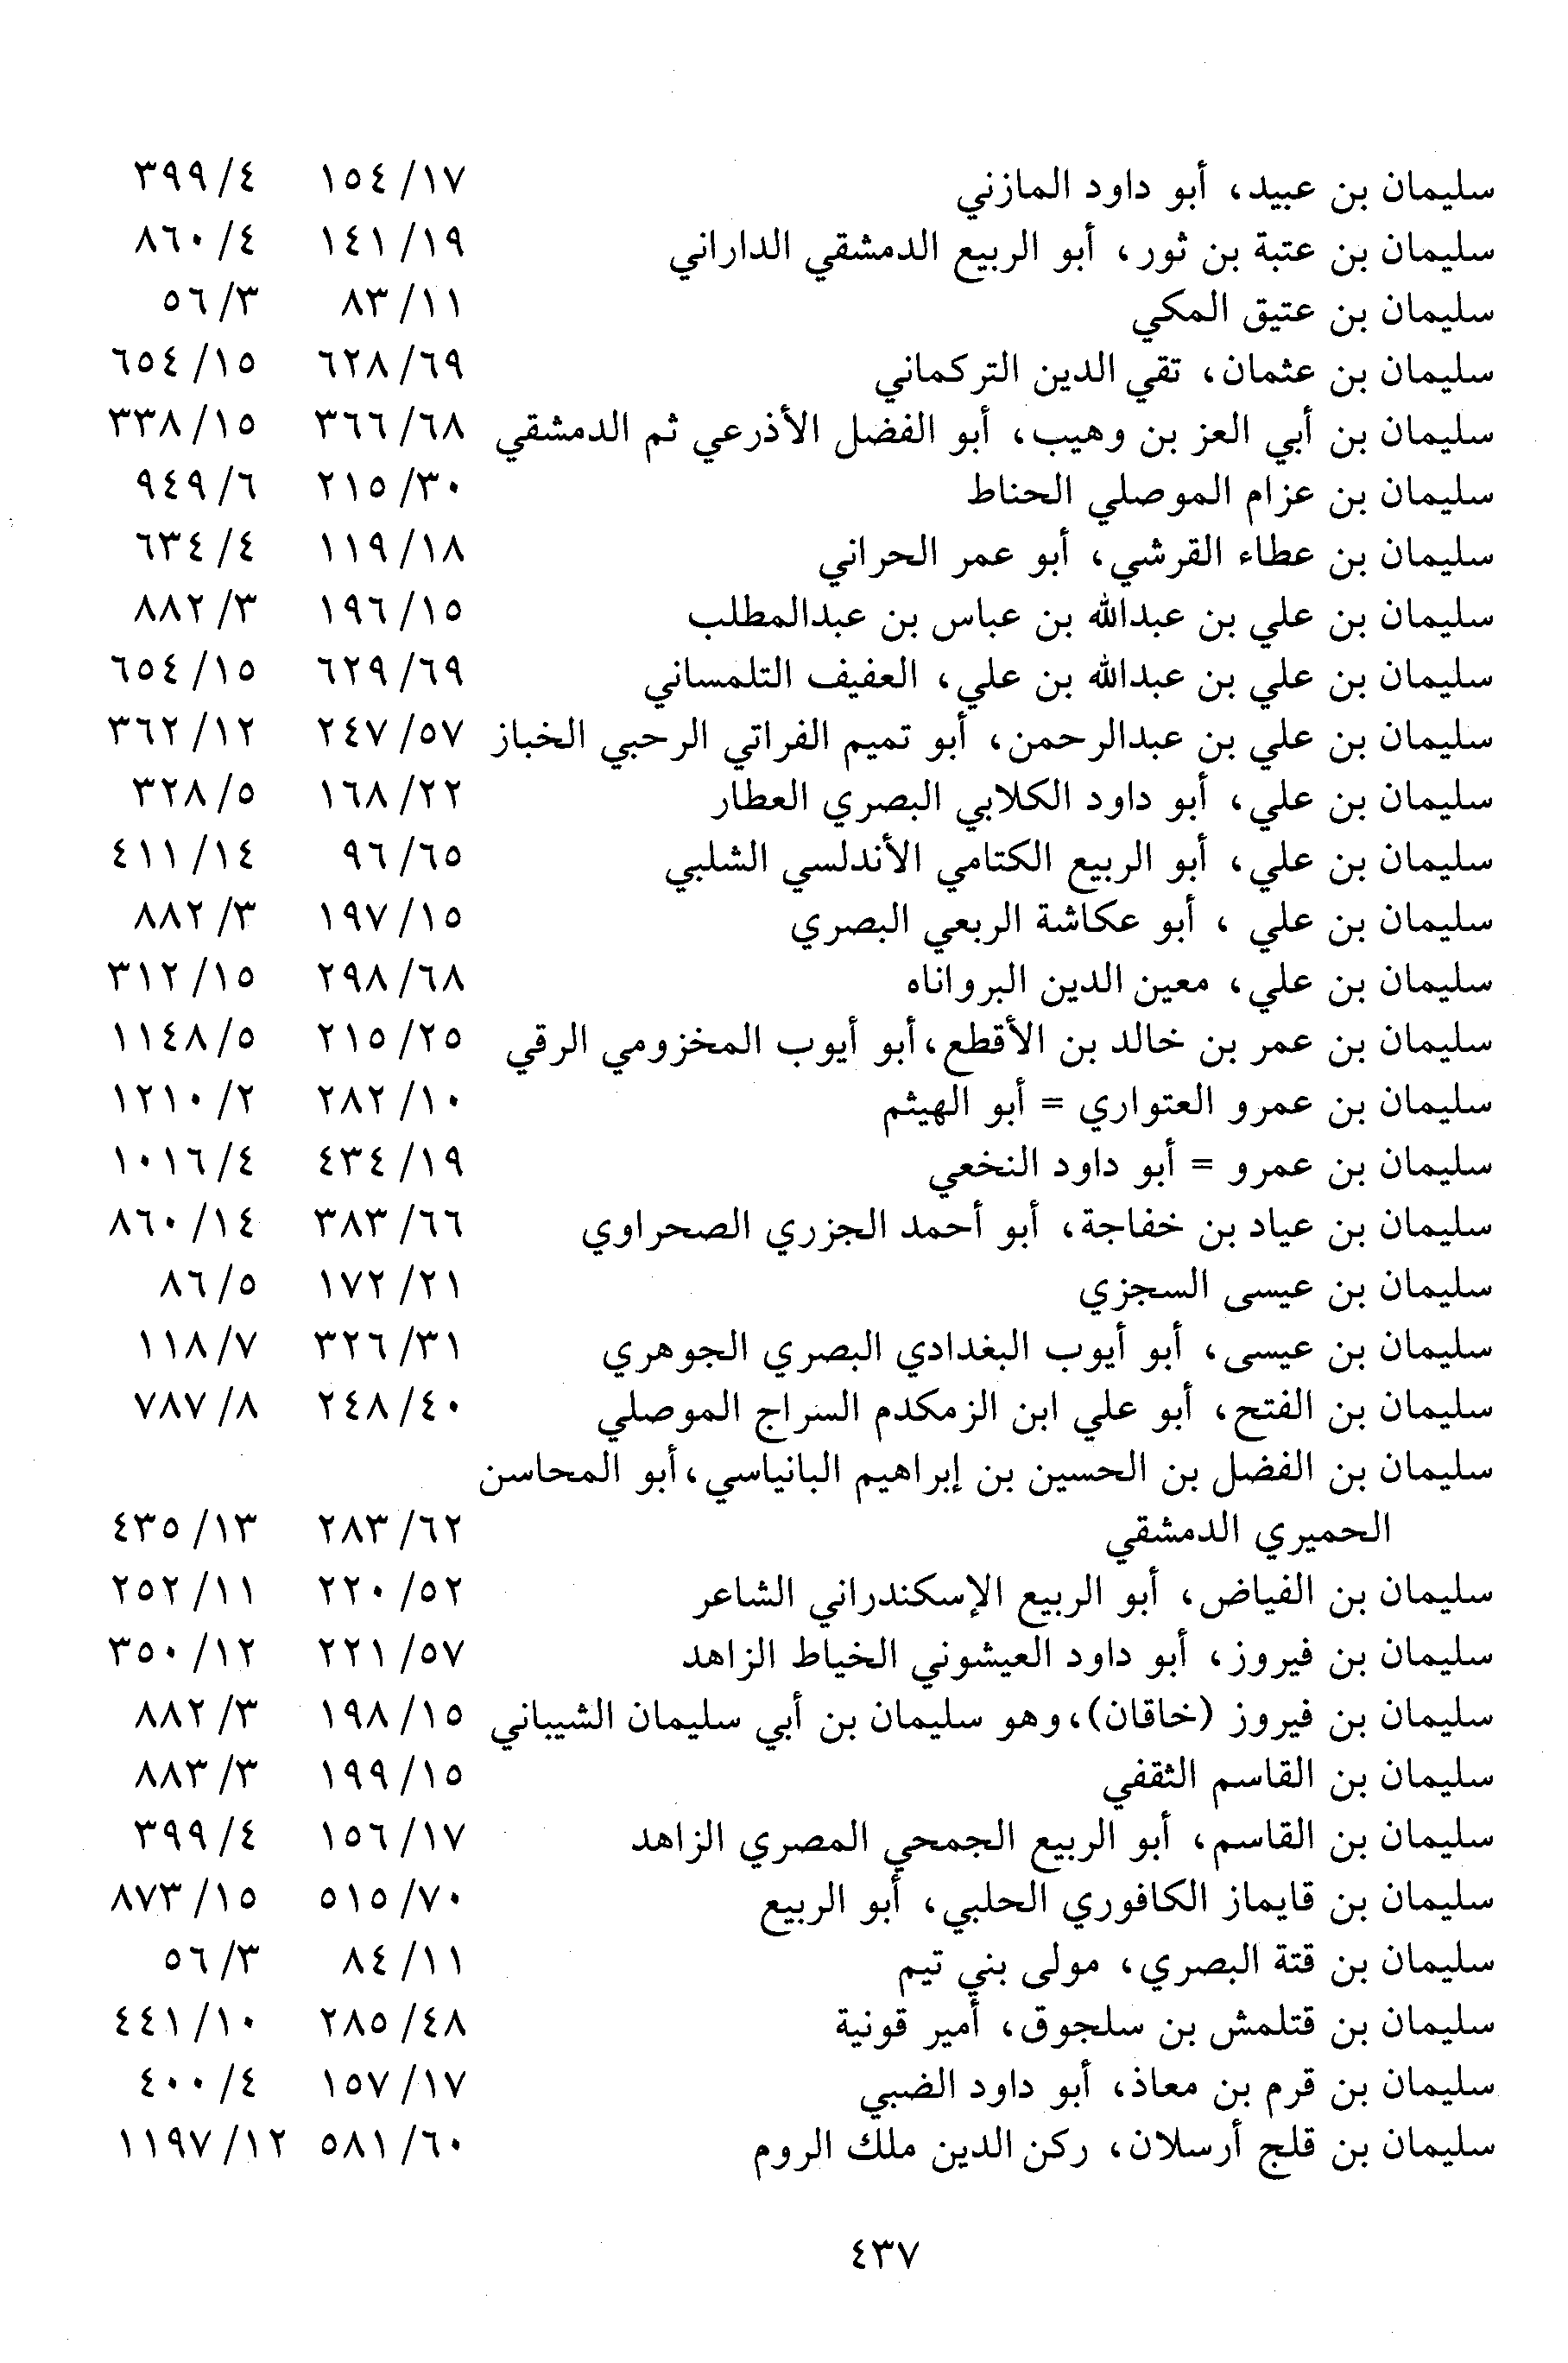 سليمان بن عبيد، أبو داود المازني ١٧/ ١٥٤ ٤/ ٣٩٩
سليمان بن عتبة بن ثور، أبو الربيع الدمشقي الداراني ١٩/ ١٤١ ٤/ ٨٦٠
سليمان بن عتيق المكي ١١/ ٨٣ ٣/ ٥٦
سليمان بن عثمان، تقي الدين التركماني ٦٩/ ٦٢٨ ١٥/ ٦٥٤
سليمان بن أبي العز بن وهيب، أبو الفضل الأذرعي ثم الدمشقي ٦٨/ ٣٦٦ ١٥/ ٣٣٨
سليمان بن عزام الموصلي الحناط ٣٠/ ٢١٥ ٦/ ٩٤٩
سليمان بن عطاء القرشي، أبو عمر الحراني ١٨/ ١١٩ ٤/ ٦٣٤
سليمان بن علي بن عبدالله بن عباس بن عبدالمطلب ١٥/ ١٩٦ ٣/ ٨٨٢
سليمان بن علي بن عبدالله بن علي، العفيف التلمساني ٦٩/ ٦٢٩ ١٥/ ٦٥٤
سليمان بن علي بن عبدالرحمن، أبو تميم الفراتي الرحبي الخباز ٥٧/ ٢٤٧ ١٢/ ٣٦٢
سليمان بن علي، أبو داود الكلابي البصري العطار ٢٢/ ١٦٨ ٥/ ٣٢٨
سليمان بن علي، أبو الربيع الكتامي الأندلسي الشلبي ٦٥/ ٩٦ ١٤/ ٤١١
سليمان بن علي ، أبو عكاشة الربعي البصري ١٥/ ١٩٧ ٣/ ٨٨٢
سليمان بن علي، معين الدين البرواناه ٦٨/ ٢٩٨ ١٥/ ٣١٢
سليمان بن عمر بن خالد بن الأقطع،أبو أيوب المخزومي الرقي ٢٥/ ٢١٥ ٥/ ١١٤٨
سليمان بن عمرو العتواري = أبو الهيثم ١٠/ ٢٨٢ ٢/ ١٢١٠
سليمان بن عمرو = أبو داود النخعي ١٩/ ٤٣٤ ٤/ ١٠١٦
سليمان بن عياد بن خفاجة، أبو أحمد الجزري الصحراوي ٦٦/ ٣٨٣ ١٤/ ٨٦٠
سليمان بن عيسى السجزي ٢١/ ١٧٢ ٥/ ٨٦
سليمان بن عيسى، أبو أيوب البغدادي البصري الجوهري ٣١/ ٣٢٦ ٧/ ١١٨
سليمان بن الفتح، أبو علي ابن الزمكدم السراج الموصلي ٤٠/ ٢٤٨ ٨/ ٧٨٧
سليمان بن الفضل بن الحسين بن إبراهيم البانياسي،أبو المحاسن
الحميري الدمشقي ٦٢/ ٢٨٣ ١٣/ ٤٣٥
سليمان بن الفياض، أبو الربيع الإسكندراني الشاعر ٥٢/ ٢٢٠ ١١/ ٢٥٢
سليمان بن فيروز، أبو داود العيشوني الخياط الزاهد ٥٧/ ٢٢١ ١٢/ ٣٥٠
سليمان بن فيروز (خاقان)،وهو سليمان بن أبي سليمان الشيباني ١٥/ ١٩٨ ٣/ ٨٨٢
سليمان بن القاسم الثقفي ١٥/ ١٩٩ ٣/ ٨٨٣
سليمان بن القاسم، أبو الربيع الجمحي المصري الزاهد ١٧/ ١٥٦ ٤/ ٣٩٩
سليمان بن قايماز الكافوري الحلبي، أبو الربيع ٧٠/ ٥١٥ ١٥/ ٨٧٣
سليمان بن قتة البصري، مولى بني تيم ١١/ ٨٤ ٣/ ٥٦
سليمان بن قتلمش بن سلجوق، أمير قونية ٤٨/ ٢٨٥ ١٠/ ٤٤١
سليمان بن قرم بن معاذ، أبو داود الضبي ١٧/ ١٥٧ ٤/ ٤٠٠
سليمان بن قلج أرسلان، ركن الدين ملك الروم ٦٠/ ٥٨١ ١٢/ ١١٩٧
٤٣٧